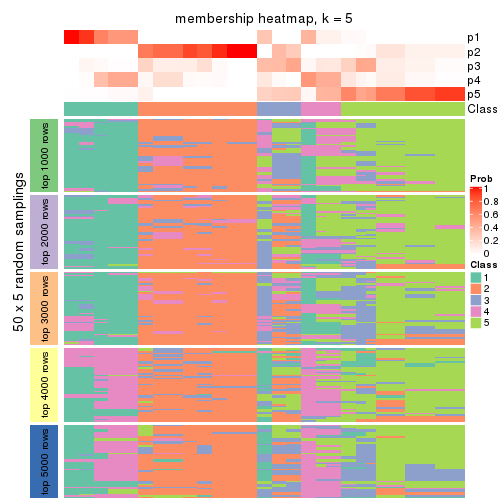 membership heatmap, k = 5
p1
p2
p3
p4
p5
Class
50 x 5 random samplings
top 1000 rows
top 2000 rows
top 3000 rows
top 4000 rows
top 5000 rows
Prob
1
0.8
0.6
0.4
0.2
0
Class
1
2
3
4
5